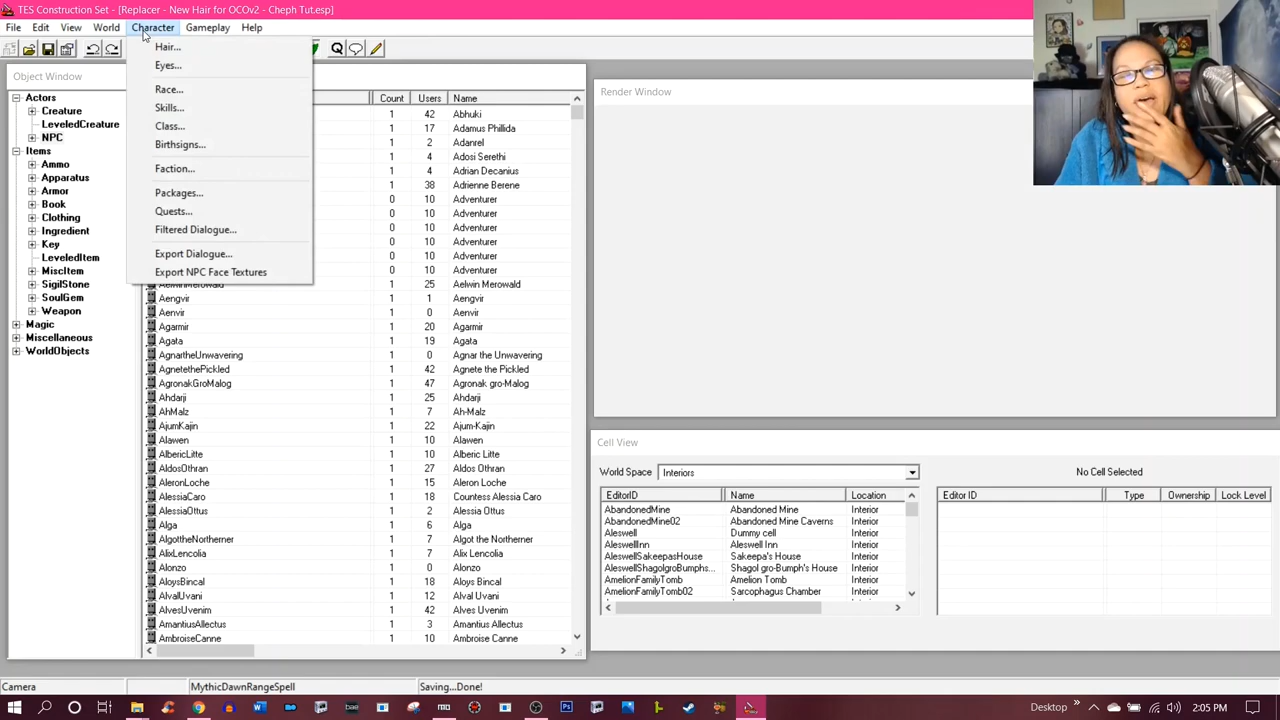 TES Construction Set - [Replacer - New Hair for OCOv2 - Cheph Tut.esp]
File Edit View World Character Gameplay Help
Hair...
Eyes...
Race...
Skills...
Class...
Birthsigns...
Faction...
Packages...
Quests...
Filtered Dialogue...
Export Dialogue...
Export NPC Face Textures
Object Window
Actors
Creature
LeveledCreature
NPC
Items
Ammo
Apparatus
Armor
Book
Clothing
Ingredient
Key
LeveledItem
MiscItem
SigilStone
SoulGem
Weapon
Magic
Miscellaneous
WorldObjects
Count Users Name
1 42 Abhuki
1 17 Adamus Phillida
1 2 Adanrel
1 4 Adosi Serethi
1 4 Adrian Decanius
1 38 Adrienne Berene
0 10 Adventurer
0 10 Adventurer
0 10 Adventurer
0 10 Adventurer
0 10 Adventurer
0 10 Adventurer
AelwinMerowald 1 25 Aelwin Merowald
Aengvir 1 1 Aengvir
Aenvir 1 0 Aenvir
Agarmir 1 20 Agarmir
Agata 1 19 Agata
AgnartheUnwavering 1 0 Agnar the Unwavering
AgnetethePickled 1 42 Agnete the Pickled
AgronakGroMalog 1 47 Agronak gro-Malog
Ahdarji 1 25 Ahdarji
AhMalz 1 7 Ah-Malz
AjumKajin 1 22 Ajum-Kajin
Alawen 1 10 Alawen
AlbericLitte 1 10 Alberic Litte
AldosOthran 1 27 Aldos Othran
AleronLoche 1 15 Aleron Loche
AlessiaCaro 1 18 Countess Alessia Caro
AlessiaOttus 1 2 Alessia Ottus
Alga 1 6 Alga
AlgottheNortherner 1 7 Algot the Northerner
AlixLencolia 1 7 Alix Lencolia
Alonzo 1 0 Alonzo
AloysBincal 1 18 Aloys Bincal
AlvalUvani 1 12 Alval Uvani
AlvesUvenim 1 42 Alves Uvenim
AmantiusAllectus 1 3 Amantius Allectus
AmbroiseCanne 1 10 Ambroise Canne
Render Window
Cell View
World Space Interiors No Cell Selected
EditorID Name Location
AbandonedMine Abandoned Mine Interior
AbandonedMine02 Abandoned Mine Caverns Interior
Aleswell Dummy cell Interior
AleswellInn Aleswell Inn Interior
AleswellSakeepasHouse Sakeepa's House Interior
AleswellShagolgroBumphs... Shagol gro-Bumph's House Interior
AmelionFamilyTomb Amelion Tomb Interior
AmelionFamilyTomb02 Sarcophagus Chamber Interior
Editor ID Type Ownership Lock Level
Camera MythicDawnRangeSpell Saving...Done!
Desktop » 2:05 PM